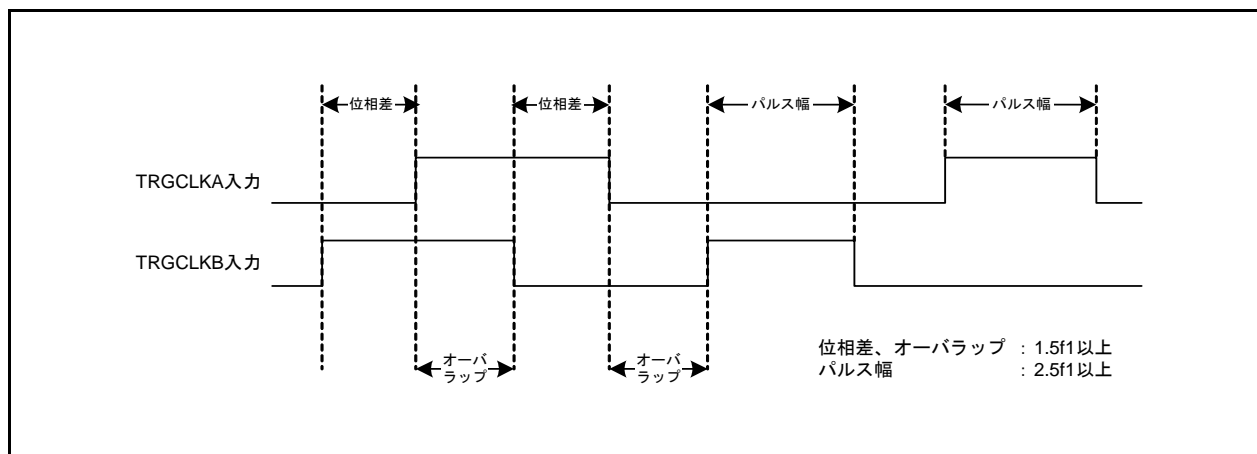 位相差
位相差
パルス幅
パルス幅
TRGCLKA入力
TRGCLKB入力
オーバ
ラップ
オーバ
ラップ
位相差、オーバラップ : 1.5f1以上
パルス幅 : 2.5f1以上